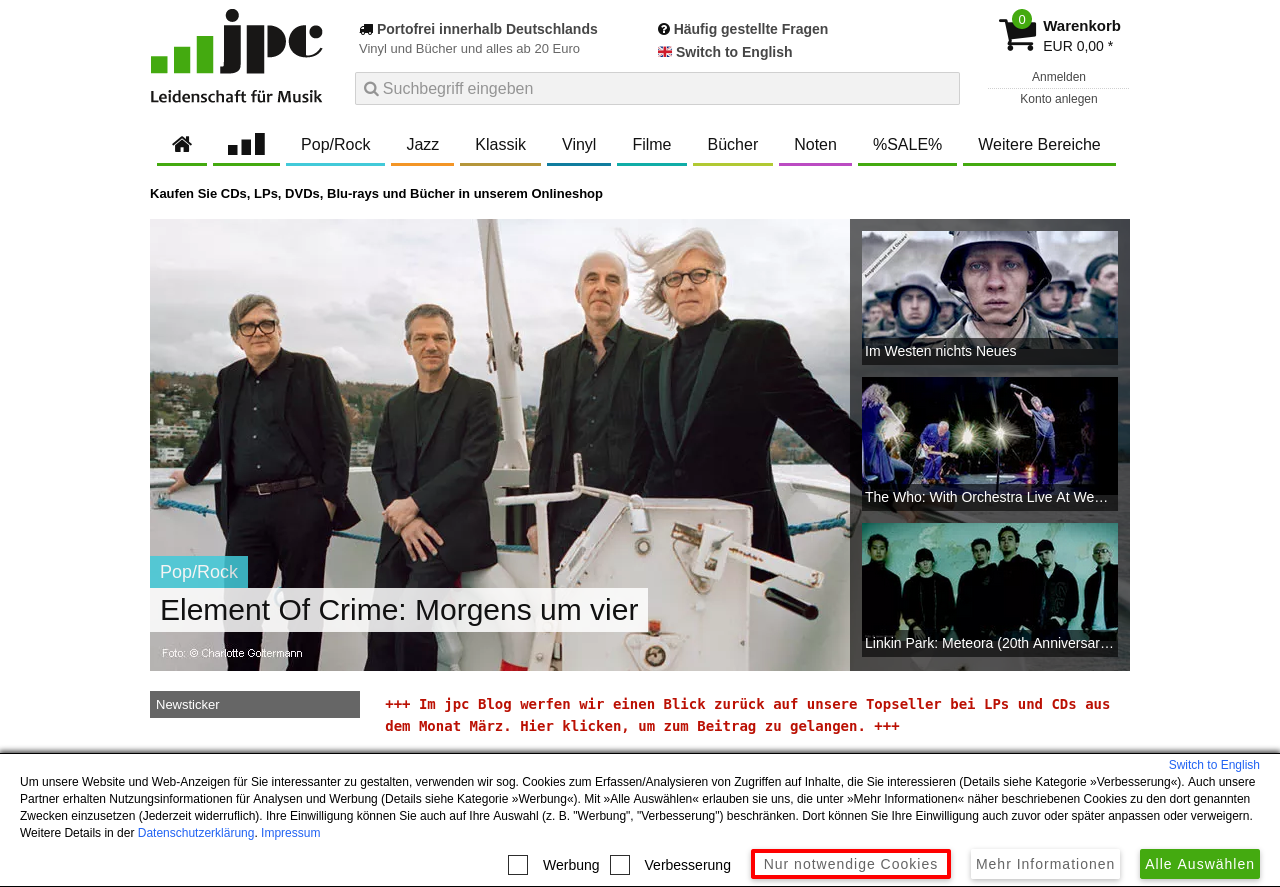 jpc
Leidenschaft für Musik
Portofrei innerhalb Deutschlands
Vinyl und Bücher und alles ab 20 Euro
Häufig gestellte Fragen
Switch to English
0
Warenkorb
EUR 0,00 *
Suchbegriff eingeben
Anmelden
Konto anlegen
Pop/Rock Jazz Klassik Vinyl Filme Bücher Noten %SALE% Weitere Bereiche
Kaufen Sie CDs, LPs, DVDs, Blu-rays und Bücher in unserem Onlineshop
Pop/Rock
Element Of Crime: Morgens um vier
Foto: © Charlotte Goltermann
Im Westen nichts Neues
The Who: With Orchestra Live At We…
Linkin Park: Meteora (20th Anniversar…
Newsticker
+++ Im jpc Blog werfen wir einen Blick zurück auf unsere Topseller bei LPs und CDs aus
dem Monat März. Hier klicken, um zum Beitrag zu gelangen. +++
Switch to English
Um unsere Website und Web-Anzeigen für Sie interessanter zu gestalten, verwenden wir sog. Cookies zum Erfassen/Analysieren von Zugriffen auf Inhalte, die Sie interessieren (Details siehe Kategorie »Verbesserung«). Auch unsere
Partner erhalten Nutzungsinformationen für Analysen und Werbung (Details siehe Kategorie »Werbung«). Mit »Alle Auswählen« erlauben sie uns, die unter »Mehr Informationen« näher beschriebenen Cookies zu den dort genannten
Zwecken einzusetzen (Jederzeit widerruflich). Ihre Einwilligung können Sie auch auf Ihre Auswahl (z. B. "Werbung", "Verbesserung") beschränken. Dort können Sie Ihre Einwilligung auch zuvor oder später anpassen oder verweigern.
Weitere Details in der Datenschutzerklärung. Impressum
Werbung Verbesserung Nur notwendige Cookies Mehr Informationen Alle Auswählen